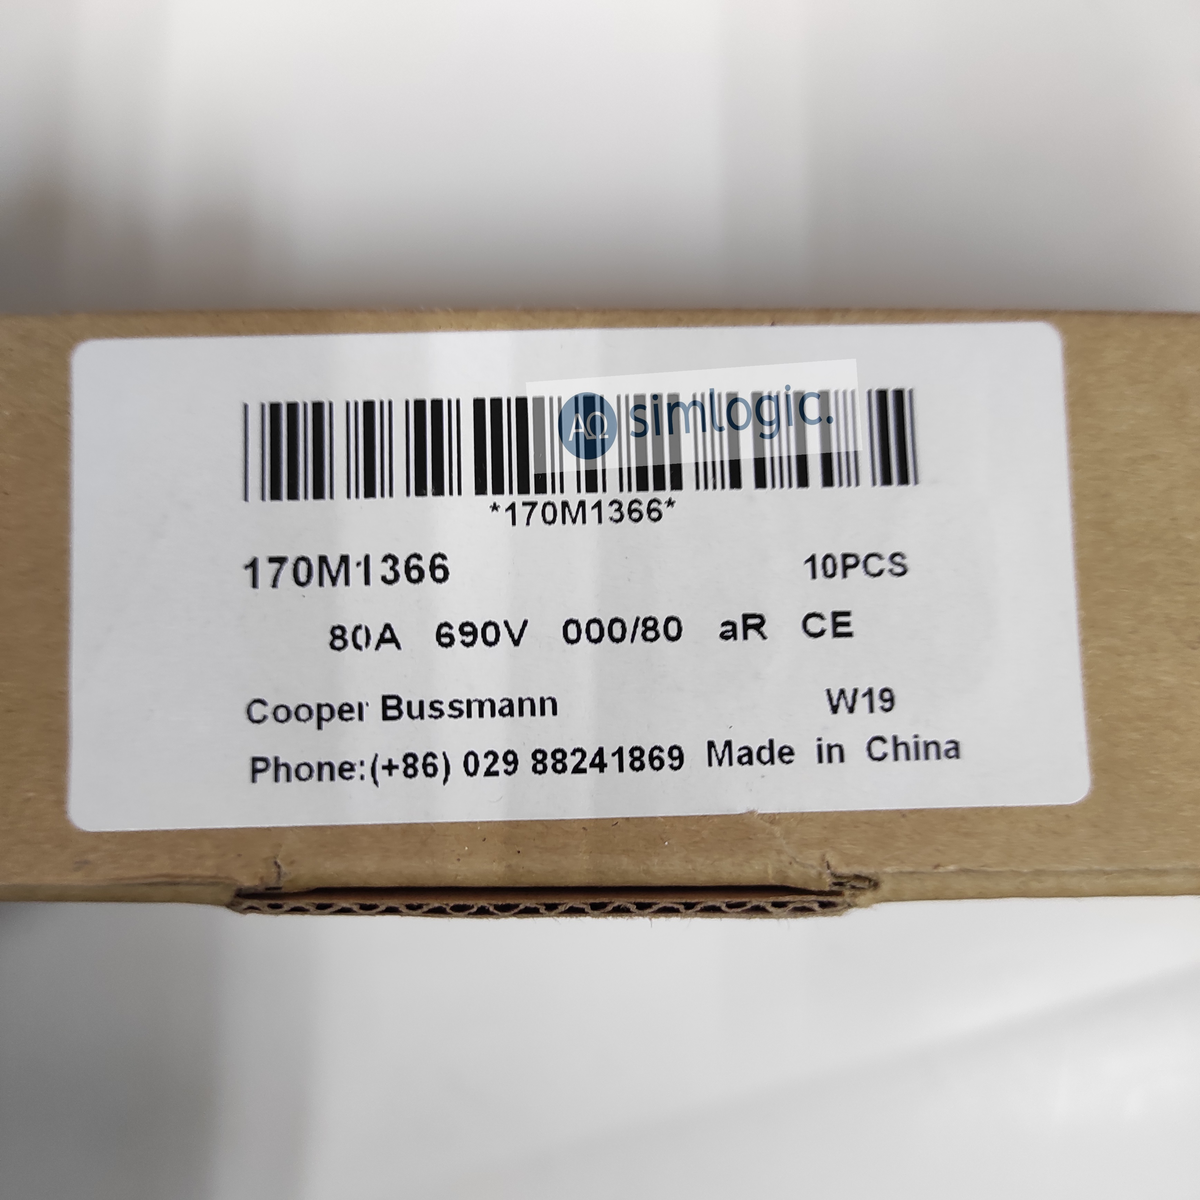 AΩ simlogic.
*170M1366*
170M1366 10PCS
80A 690V 000/80 aR CE
Cooper Bussmann W19
Phone:(+86) 029 88241869 Made in China